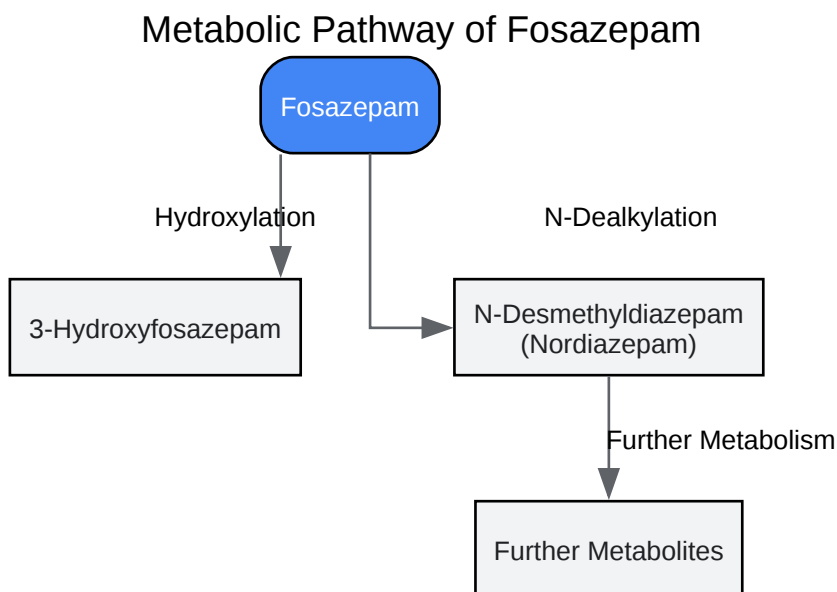 Metabolic Pathway of Fosazepam
Fosazepam
Hydroxylation
N-Dealkylation
3-Hydroxyfosazepam
N-Desmethyldiazepam
(Nordiazepam)
Further Metabolism
Further Metabolites